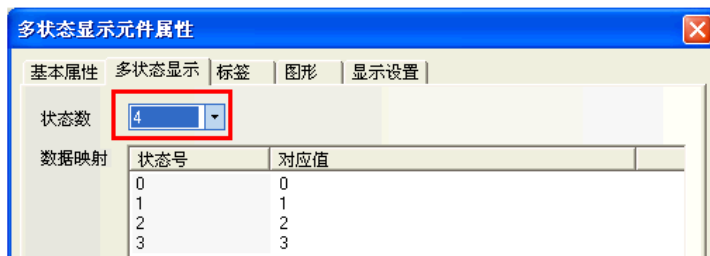 多状态显示元件属性
基本属性 多状态显示 标签 图形 显示设置
状态数 4
数据映射 状态号 对应值
0 0
1 1
2 2
3 3